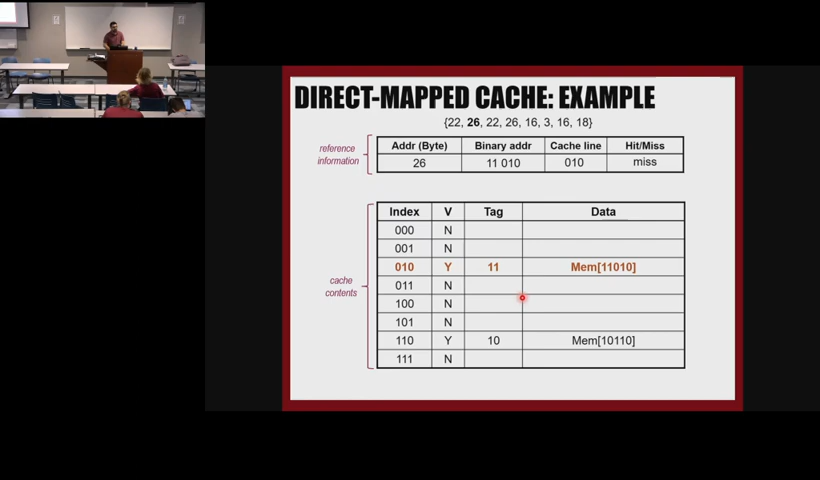 DIRECT-MAPPED CACHE: EXAMPLE
{22, 26, 22, 26, 16, 3, 16, 18}
reference information
Addr (Byte) Binary addr Cache line Hit/Miss
26 11 010 010 miss
cache contents
Index V Tag Data
000 N
001 N
010 Y 11 Mem[11010]
011 N
100 N
101 N
110 Y 10 Mem[10110]
111 N